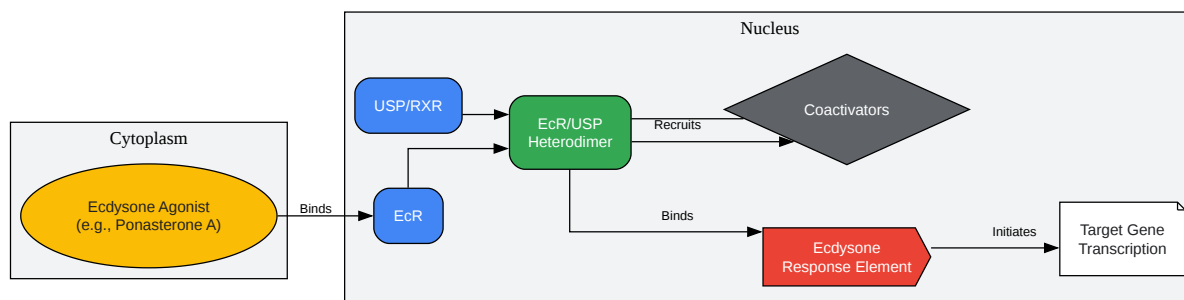 Nucleus
USP/RXR
EcR/USP
Heterodimer
Recruits
Coactivators
Cytoplasm
Ecdysone Agonist
(e.g., Ponasterone A)
Binds
EcR
Binds
Ecdysone
Response Element
Initiates
Target Gene
Transcription